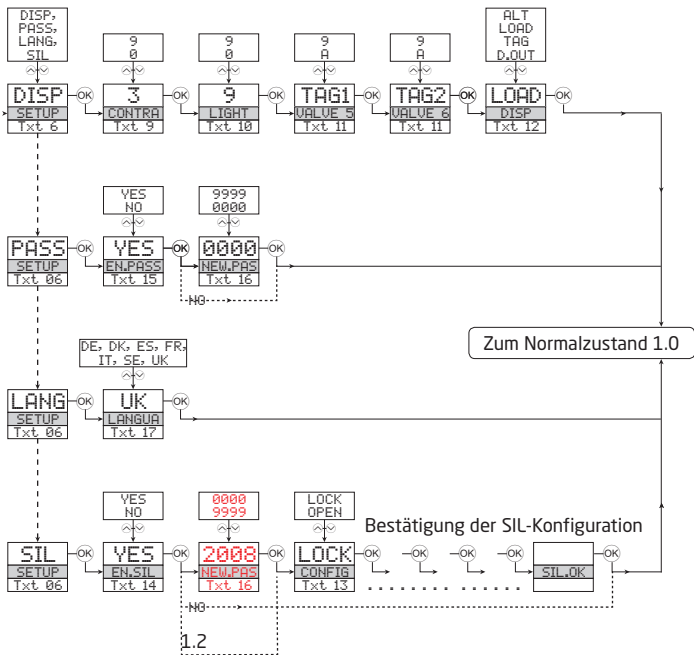 DISP,
PASS,
LANG,
SIL
9
0
9
0
9
A
9
A
ALT
LOAD
TAG
D.OUT
DISP
SETUP
Txt 6
OK
3
CONTRA
Txt 9
OK
9
LIGHT
Txt 10
OK
TAG1
VALVE 5
Txt 11
OK
TAG2
VALUE 6
Txt 11
OK
LOAD
DISP
Txt 12
OK
YES
NO
9999
0000
PASS
SETUP
Txt 06
OK
YES
EN.PASS
Txt 15
OK
0000
NEW.PAS
Txt 16
OK
NO
Zum Normalzustand 1.0
DE, DK, ES, FR,
IT, SE, UK
LANG
SETUP
Txt 06
OK
UK
LANGUA
Txt 17
OK
YES
NO
0000
9999
LOCK
OPEN
Bestätigung der SIL-Konfiguration
SIL
SETUP
Txt 06
OK
YES
EN.SIL
Txt 14
OK
2008
NEW.PAS
Txt 16
OK
LOCK
CONFIG
Txt 13
OK
OK
OK
OK
SIL.OK
OK
NO
1.2